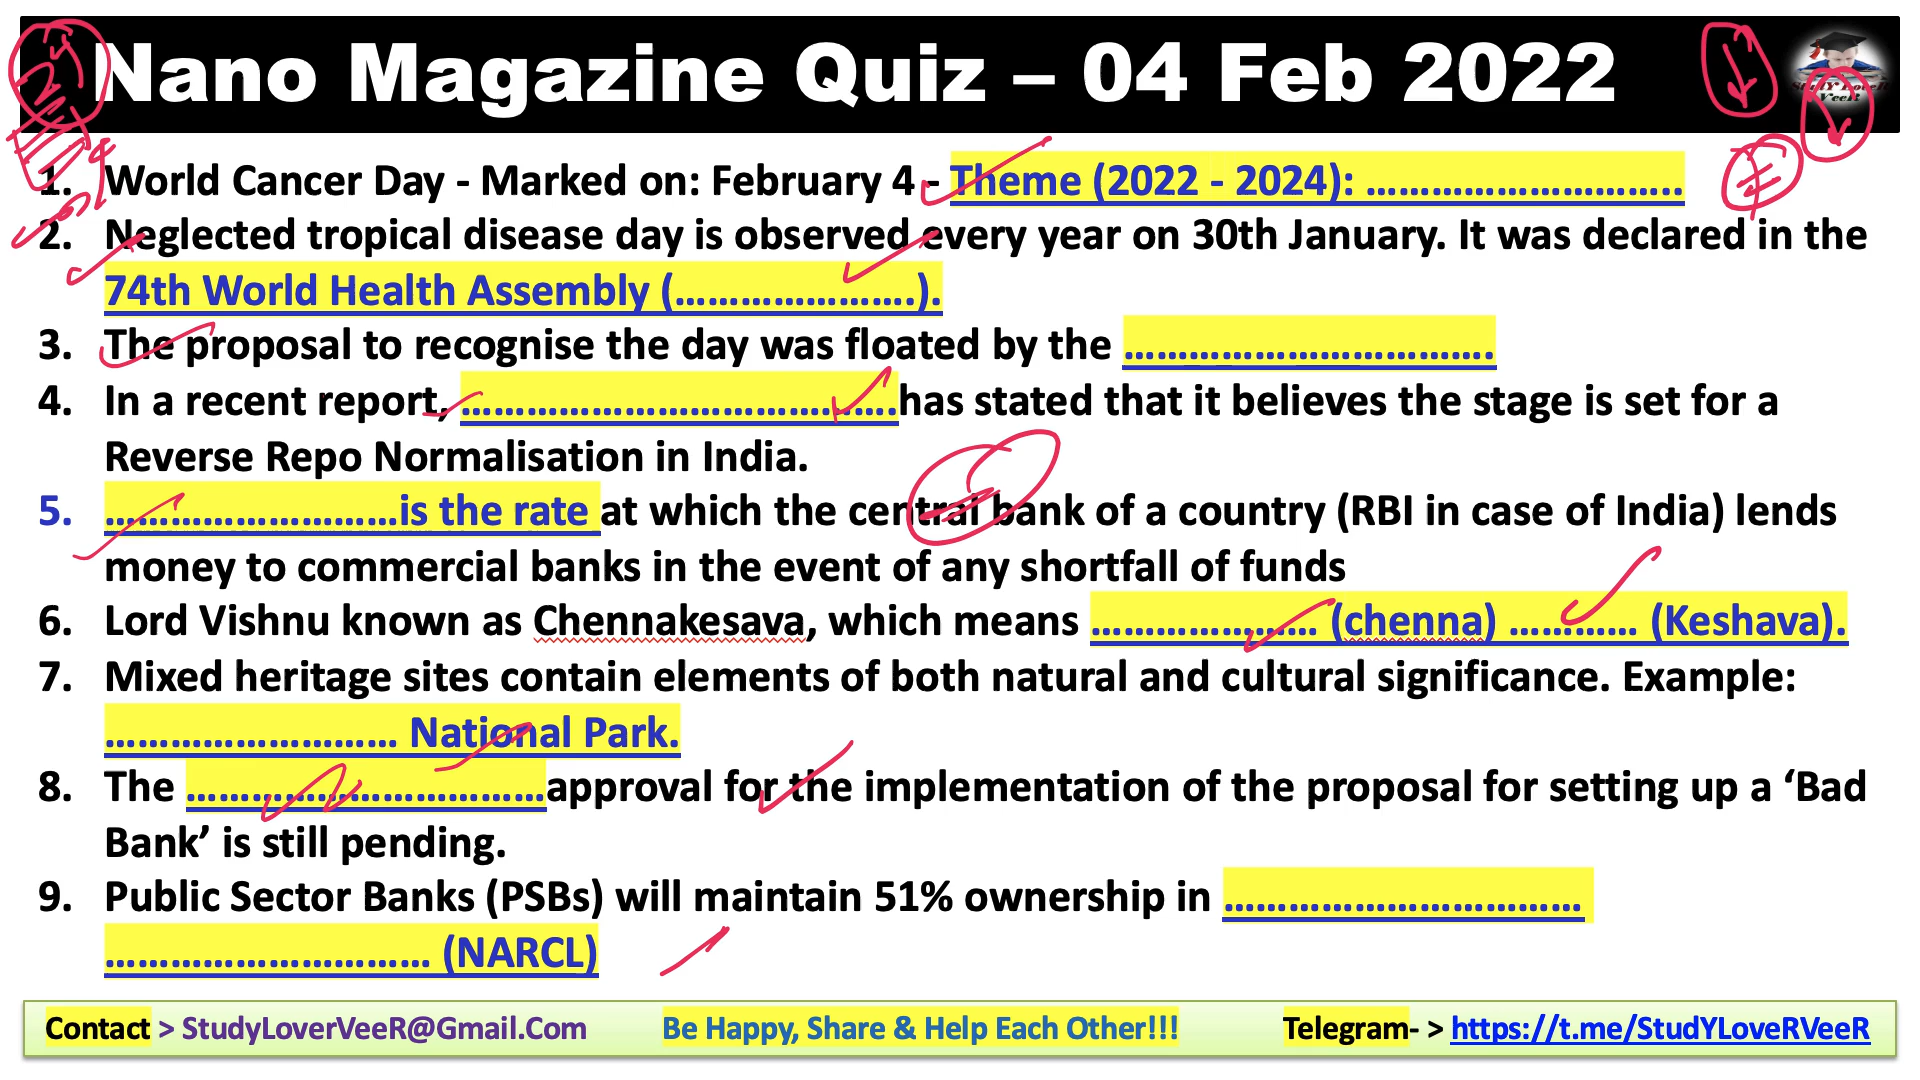 Nano Magazine Quiz – 04 Feb 2022
1. World Cancer Day - Marked on: February 4 - Theme (2022 - 2024): ................................
2. Neglected tropical disease day is observed every year on 30th January. It was declared in the
74th World Health Assembly (......................).
3. The proposal to recognise the day was floated by the ..................................
4. In a recent report, ........................................has stated that it believes the stage is set for a
Reverse Repo Normalisation in India.
5. ...........................is the rate at which the central bank of a country (RBI in case of India) lends
money to commercial banks in the event of any shortfall of funds
6. Lord Vishnu known as Chennakesava, which means ..................... (chenna) ............ (Keshava).
7. Mixed heritage sites contain elements of both natural and cultural significance. Example:
........................... National Park.
8. The .................................approval for the implementation of the proposal for setting up a ‘Bad
Bank’ is still pending.
9. Public Sector Banks (PSBs) will maintain 51% ownership in .................................
.............................. (NARCL)
Contact > StudyLoverVeeR@Gmail.Com Be Happy, Share & Help Each Other!!! Telegram- > https://t.me/StudYLoveRVeeR